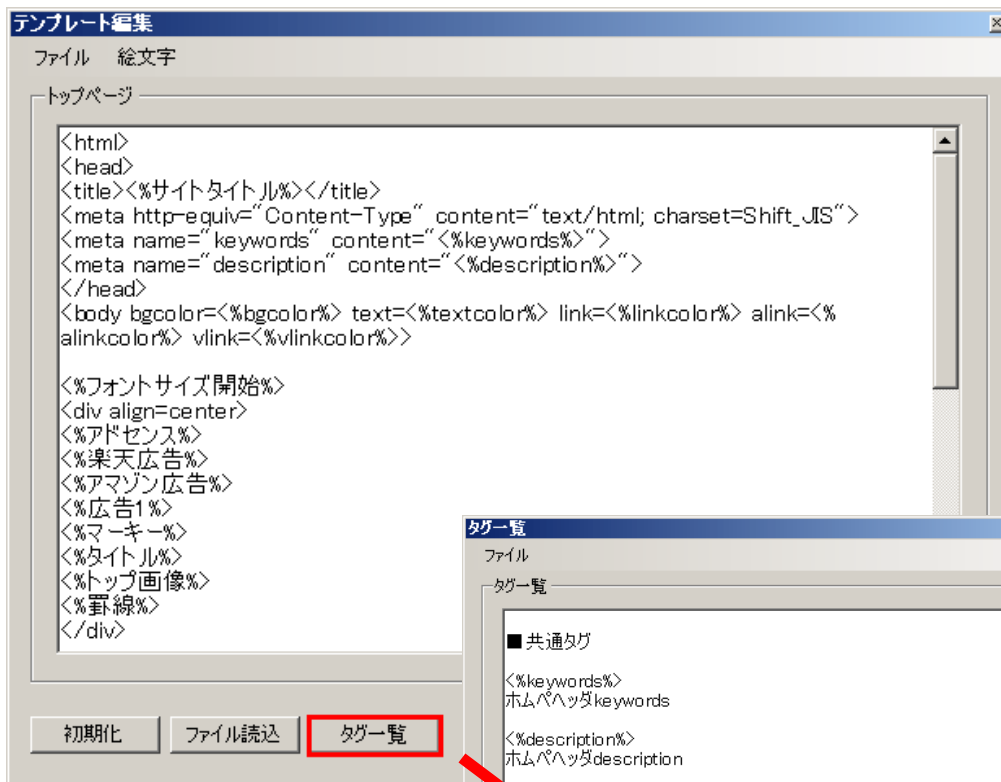 テンプレート編集
ファイル 絵文字
トップページ
<html>
<head>
<title><%サイトタイトル%></title>
<meta http-equiv="Content-Type" content="text/html; charset=Shift_JIS">
<meta name="keywords" content="<%keywords%>">
<meta name="description" content="<%description%>">
</head>
<body bgcolor=<%bgcolor%> text=<%textcolor%> link=<%linkcolor%> alink=<%
alinkcolor%> vlink=<%vlinkcolor%>>
<%フォントサイズ開始%>
<div align=center>
<%アドセンス%>
<%楽天広告%>
<%アマゾン広告%>
<%広告1%>
<%マーキー%>
<%タイトル%>
<%トップ画像%>
<%罫線%>
</div>
初期化 ファイル読込 タグ一覧
タグ一覧
ファイル
タグ一覧
■共通タグ
<%keywords%>
ホムペヘッダkeywords
<%description%>
ホムペヘッダdescription